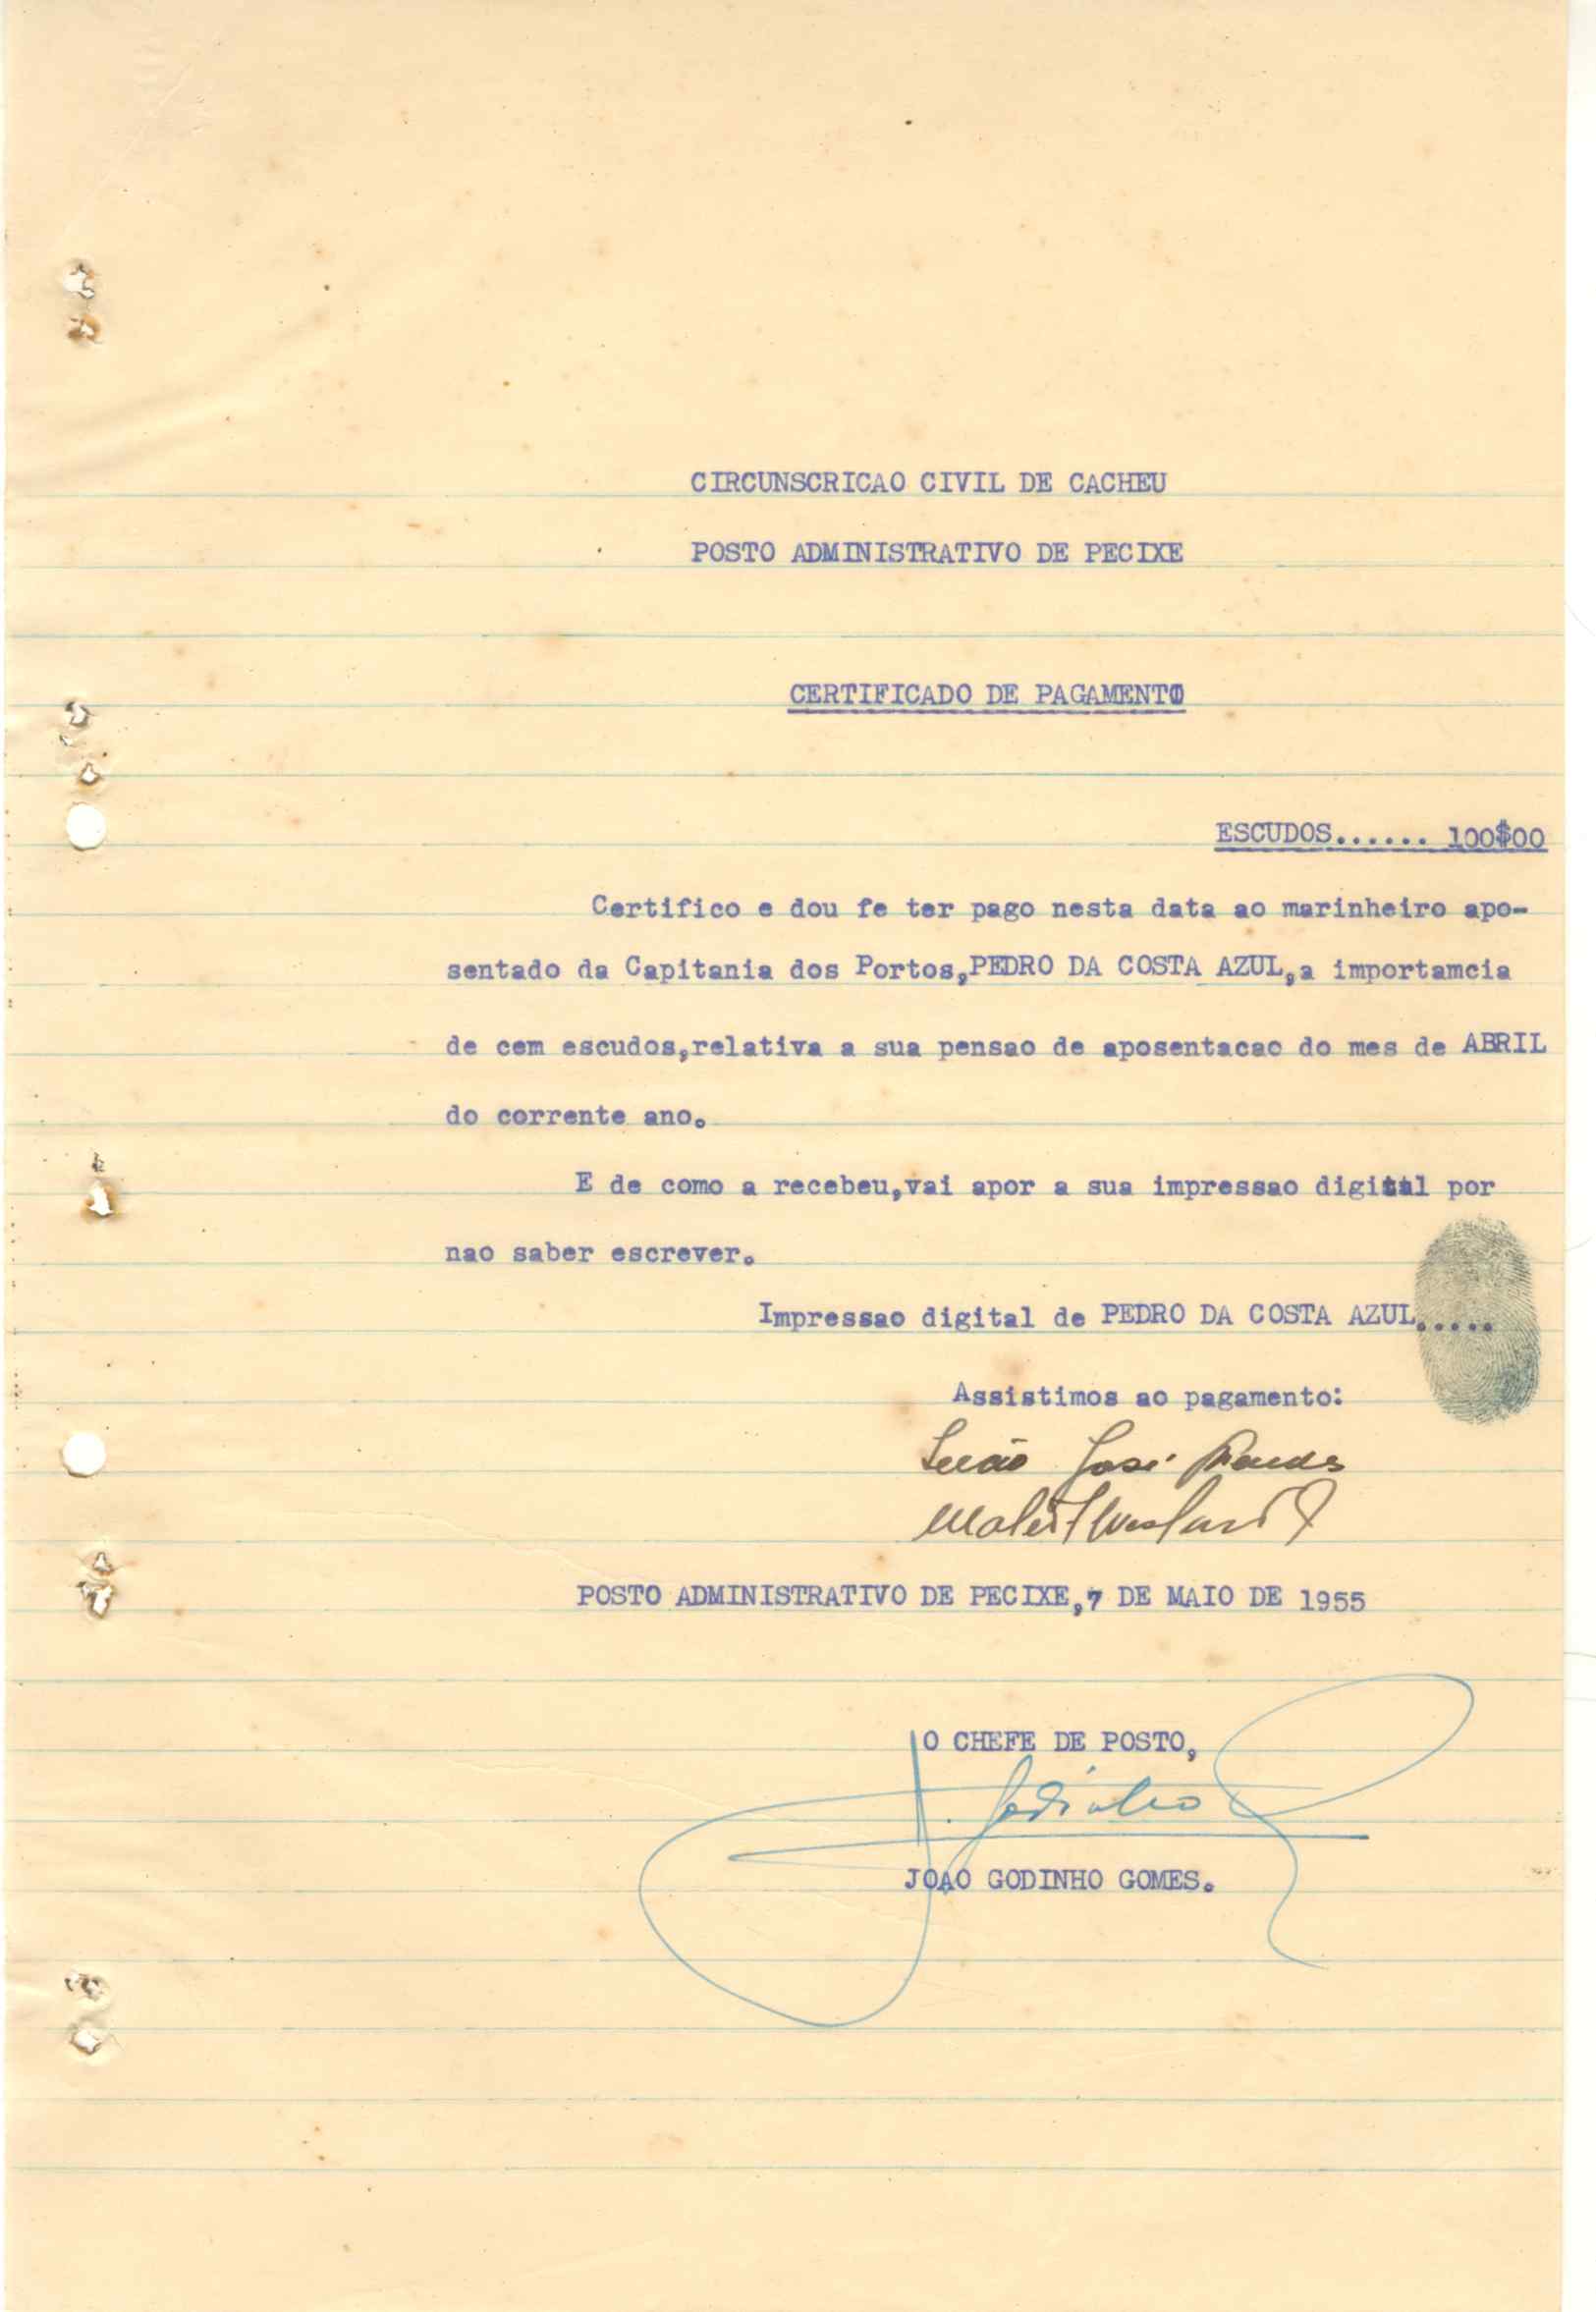 CIRCUNSCRICAO CIVIL DE CACHEU
POSTO ADMINISTRATIVO DE PECIXE
CERTIFICADO DE PAGAMENTO
ESCUDOS...... 100$00
Certifico e dou fe ter pago nesta data ao marinheiro apo-
sentado da Capitania dos Portos,PEDRO DA COSTA AZUL,a importamcia
de cem escudos,relativa a sua pensao de aposentacao do mes de ABRIL
do corrente ano.
E de como a recebeu,vai apor a sua impressao digital por
nao saber escrever.
Impressao digital de PEDRO DA COSTA AZUL.....
Assistimos ao pagamento:
José
POSTO ADMINISTRATIVO DE PECIXE,7 DE MAIO DE 1955
O CHEFE DE POSTO,
J. Godinho
JOAO GODINHO GOMES.